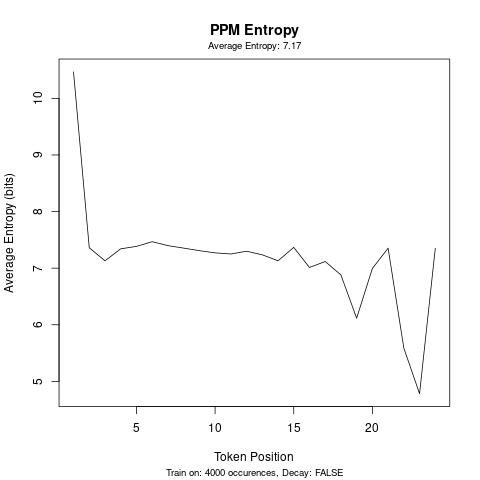 PPM Entropy
Average Entropy: 7.17
Average Entropy (bits)
10
9
8
7
6
5
5
10
15
20
Token Position
Train on: 4000 occurences, Decay: FALSE